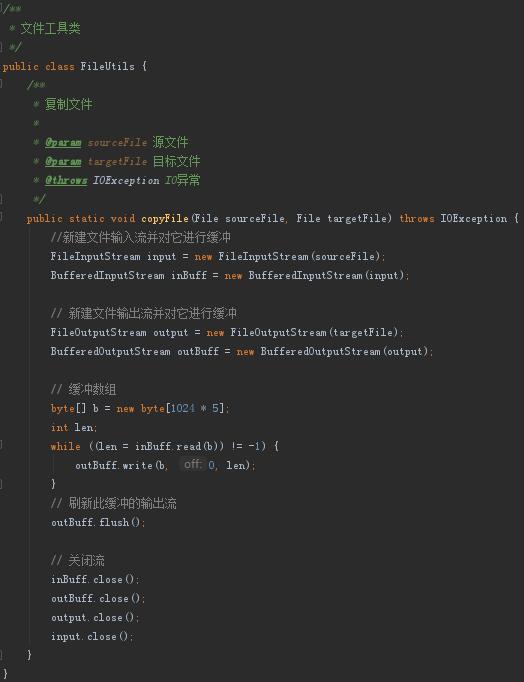 /**
 * 文件工具类
 */
public class FileUtils {
    /**
     * 复制文件
     *
     * @param sourceFile 源文件
     * @param targetFile 目标文件
     * @throws IOException IO异常
     */
    public static void copyFile(File sourceFile, File targetFile) throws IOException {
        //新建文件输入流并对它进行缓冲
        FileInputStream input = new FileInputStream(sourceFile);
        BufferedInputStream inBuff = new BufferedInputStream(input);

        // 新建文件输出流并对它进行缓冲
        FileOutputStream output = new FileOutputStream(targetFile);
        BufferedOutputStream outBuff = new BufferedOutputStream(output);

        // 缓冲数组
        byte[] b = new byte[1024 * 5];
        int len;
        while ((len = inBuff.read(b)) != -1) {
            outBuff.write(b, off: 0, len);
        }
        // 刷新此缓冲的输出流
        outBuff.flush();

        // 关闭流
        inBuff.close();
        outBuff.close();
        output.close();
        input.close();
    }
}